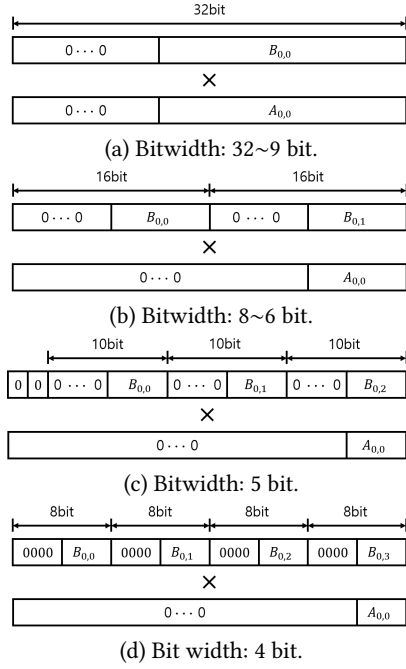 32bit
0 ··· 0 B0,0
×
0 ··· 0 A0,0
(a) Bitwidth: 32~9 bit.
16bit 16bit
0 ··· 0 B0,0 0 ··· 0 B0,1
×
0 ··· 0 A0,0
(b) Bitwidth: 8~6 bit.
10bit 10bit 10bit
0 0 0 ··· 0 B0,0 0 ··· 0 B0,1 0 ··· 0 B0,2
×
0 ··· 0 A0,0
(c) Bitwidth: 5 bit.
8bit 8bit 8bit 8bit
0000 B0,0 0000 B0,1 0000 B0,2 0000 B0,3
×
0 ··· 0 A0,0
(d) Bit width: 4 bit.